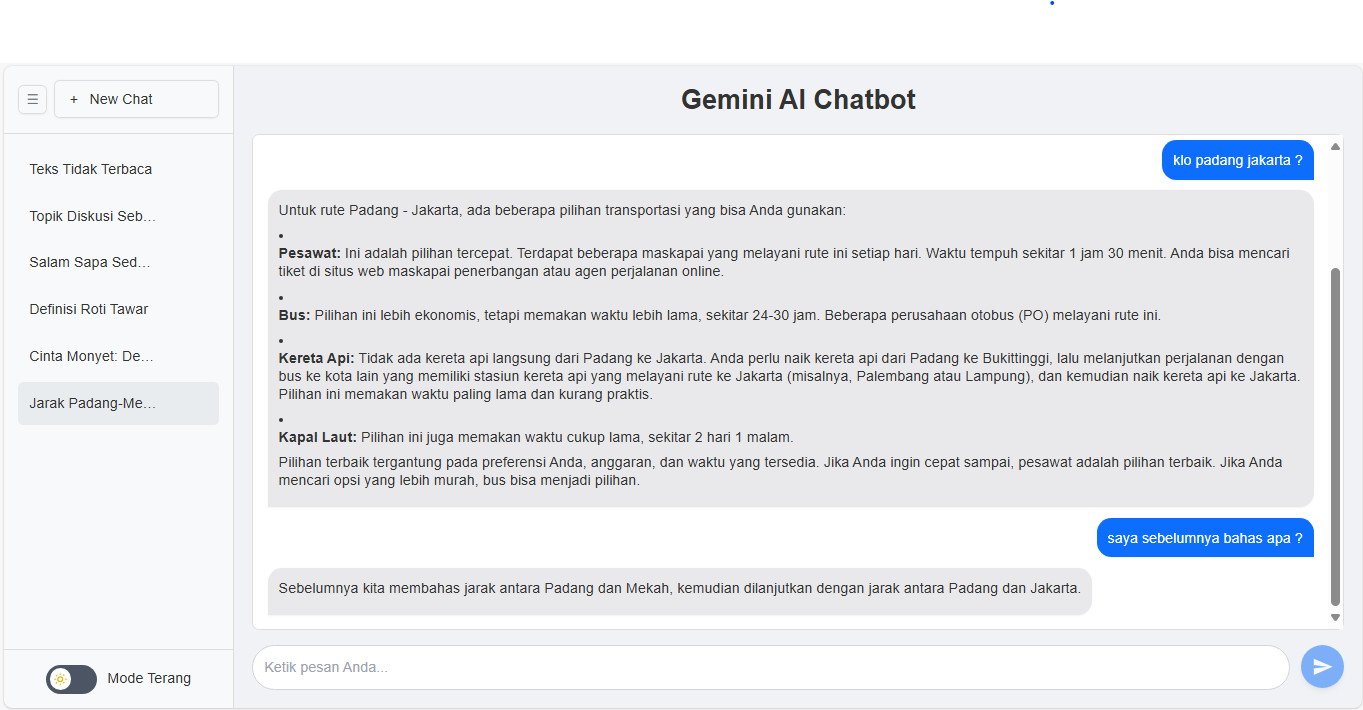 ☰ + New Chat
Teks Tidak Terbaca
Topik Diskusi Seb…
Salam Sapa Sed…
Definisi Roti Tawar
Cinta Monyet: De…
Jarak Padang-Me…
Mode Terang
Gemini AI Chatbot
klo padang jakarta ?
Untuk rute Padang - Jakarta, ada beberapa pilihan transportasi yang bisa Anda gunakan:
•
Pesawat: Ini adalah pilihan tercepat. Terdapat beberapa maskapai yang melayani rute ini setiap hari. Waktu tempuh sekitar 1 jam 30 menit. Anda bisa mencari
tiket di situs web maskapai penerbangan atau agen perjalanan online.
•
Bus: Pilihan ini lebih ekonomis, tetapi memakan waktu lebih lama, sekitar 24-30 jam. Beberapa perusahaan otobus (PO) melayani rute ini.
•
Kereta Api: Tidak ada kereta api langsung dari Padang ke Jakarta. Anda perlu naik kereta api dari Padang ke Bukittinggi, lalu melanjutkan perjalanan dengan
bus ke kota lain yang memiliki stasiun kereta api yang melayani rute ke Jakarta (misalnya, Palembang atau Lampung), dan kemudian naik kereta api ke Jakarta.
Pilihan ini memakan waktu paling lama dan kurang praktis.
•
Kapal Laut: Pilihan ini juga memakan waktu cukup lama, sekitar 2 hari 1 malam.
Pilihan terbaik tergantung pada preferensi Anda, anggaran, dan waktu yang tersedia. Jika Anda ingin cepat sampai, pesawat adalah pilihan terbaik. Jika Anda
mencari opsi yang lebih murah, bus bisa menjadi pilihan.
saya sebelumnya bahas apa ?
Sebelumnya kita membahas jarak antara Padang dan Mekah, kemudian dilanjutkan dengan jarak antara Padang dan Jakarta.
Ketik pesan Anda...